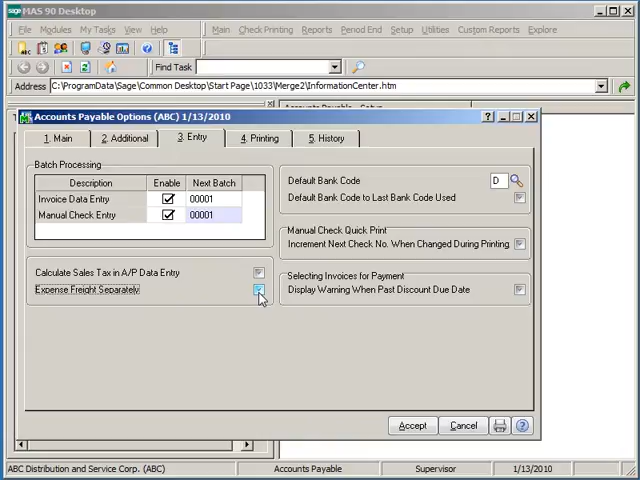 sage MAS 90 Desktop
File Modules My Tasks View Help Main Check Printing Reports Period End Setup Utilities Custom Reports Explore
ABC
Find Task
Address C:\ProgramData\Sage\Common Desktop\Start Page\1033\Merge2\InformationCenter.htm
Accounts Payable Setup
Accounts Payable Options (ABC) 1/13/2010
1. Main 2. Additional 3. Entry 4. Printing 5. History
Batch Processing
Description Enable Next Batch
Invoice Data Entry 00001
Manual Check Entry 00001
Calculate Sales Tax in A/P Data Entry
Expense Freight Separately
Default Bank Code D
Default Bank Code to Last Bank Code Used
Manual Check Quick Print
Increment Next Check No. When Changed During Printing
Selecting Invoices for Payment
Display Warning When Past Discount Due Date
Accept Cancel
ABC Distribution and Service Corp. (ABC) Accounts Payable Supervisor 1/13/2010